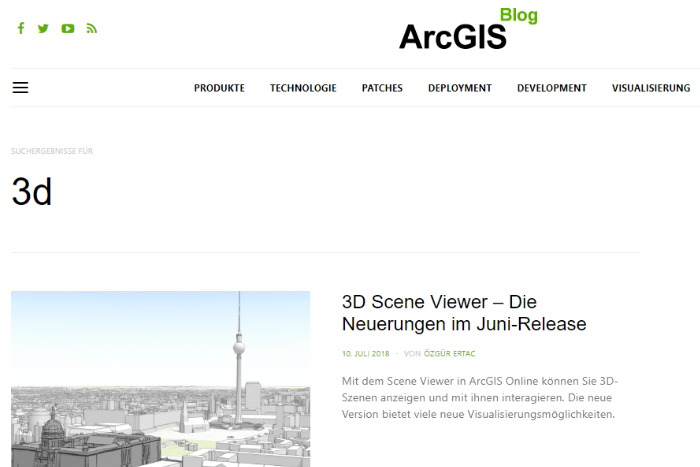 Blog
ArcGIS
PRODUKTE TECHNOLOGIE PATCHES DEPLOYMENT DEVELOPMENT VISUALISIERUNG
SUCHERGEBNISSE FÜR
3d
3D Scene Viewer – Die
Neuerungen im Juni-Release
10. JULI 2018 · VON ÖZGÜR ERTAC
Mit dem Scene Viewer in ArcGIS Online können Sie 3D-
Szenen anzeigen und mit ihnen interagieren. Die neue
Version bietet viele neue Visualisierungsmöglichkeiten.